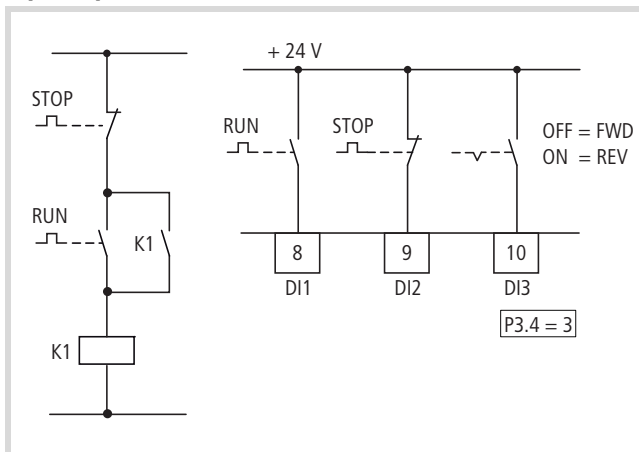 STOP
RUN
K1
K1
+ 24 V
RUN
STOP
OFF = FWD
ON = REV
8
9
10
DI1
DI2
DI3
P3.4 = 3